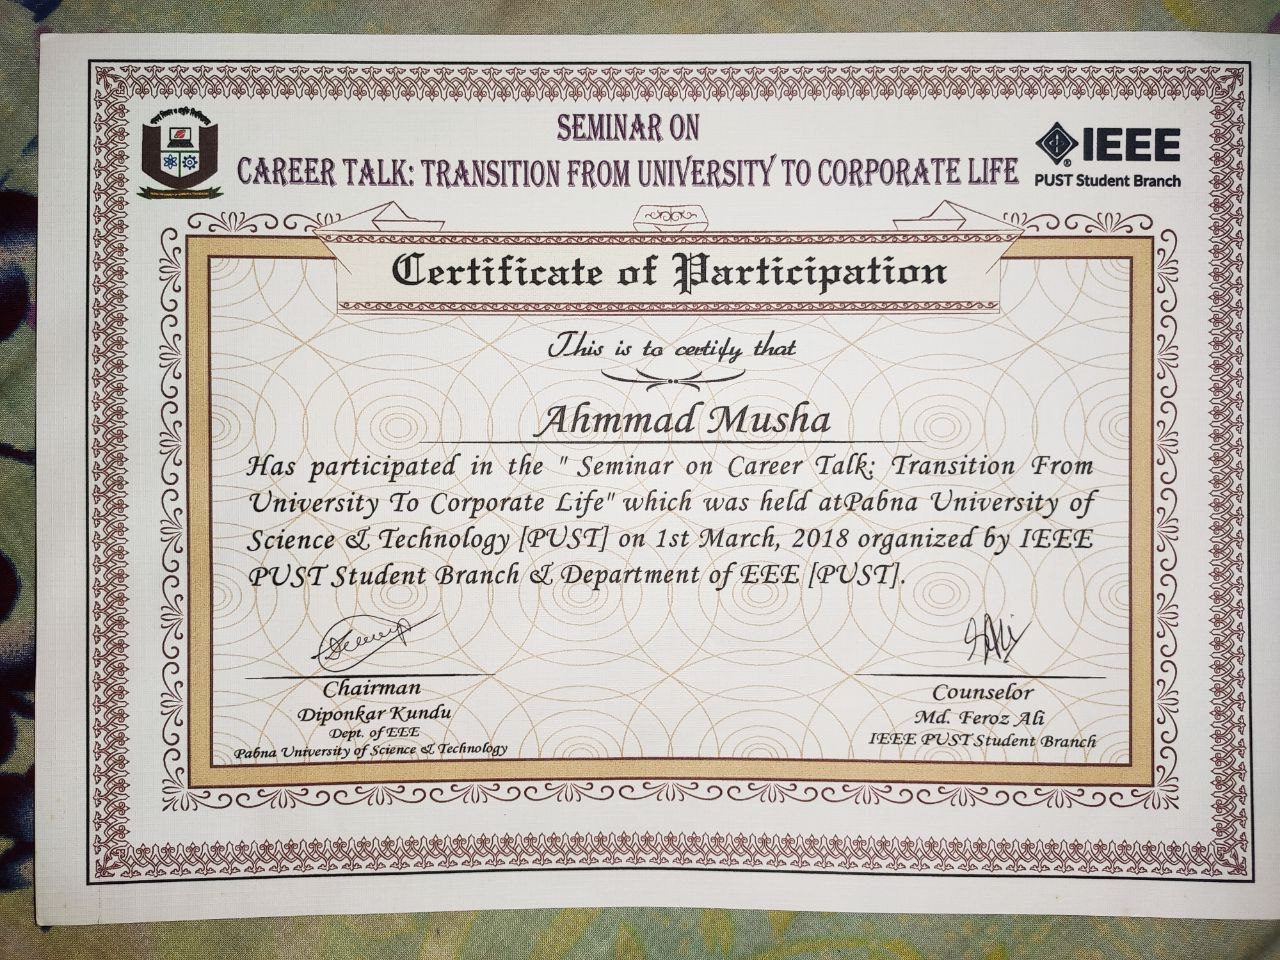 SEMINAR ON
CAREER TALK: TRANSITION FROM UNIVERSITY TO CORPORATE LIFE
IEEE
PUST Student Branch
Certificate of Participation
This is to certify that
Ahmmad Musha
Has participated in the " Seminar on Career Talk: Transition From
University To Corporate Life" which was held atPabna University of
Science & Technology [PUST] on 1st March, 2018 organized by IEEE
PUST Student Branch & Department of EEE [PUST].
Chairman
Diponkar Kundu
Dept. of EEE
Pabna University of Science & Technology
Counselor
Md. Feroz Ali
IEEE PUST Student Branch